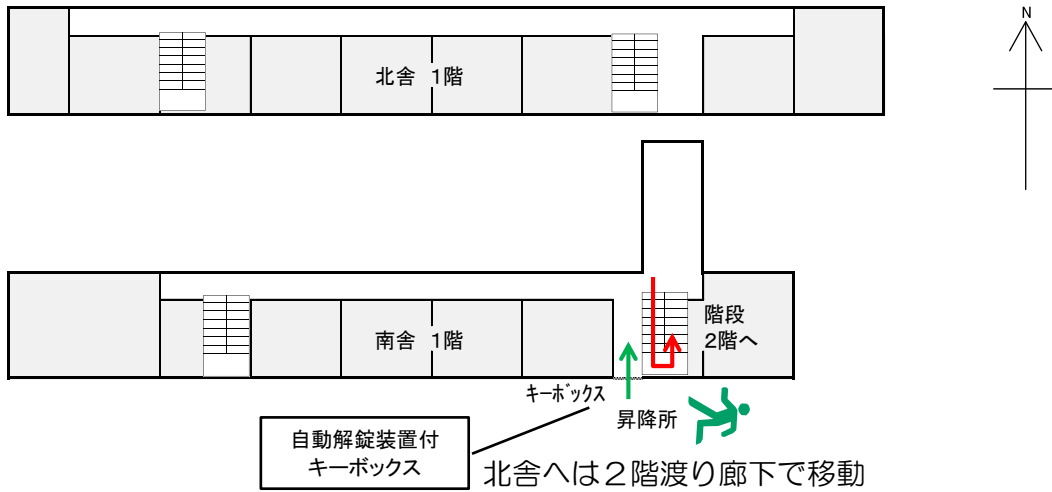 N
北舎 1階
階段
2階へ
南舎 1階
キーボックス
昇降所
自動解錠装置付
キーボックス
北舎へは２階渡り廊下で移動